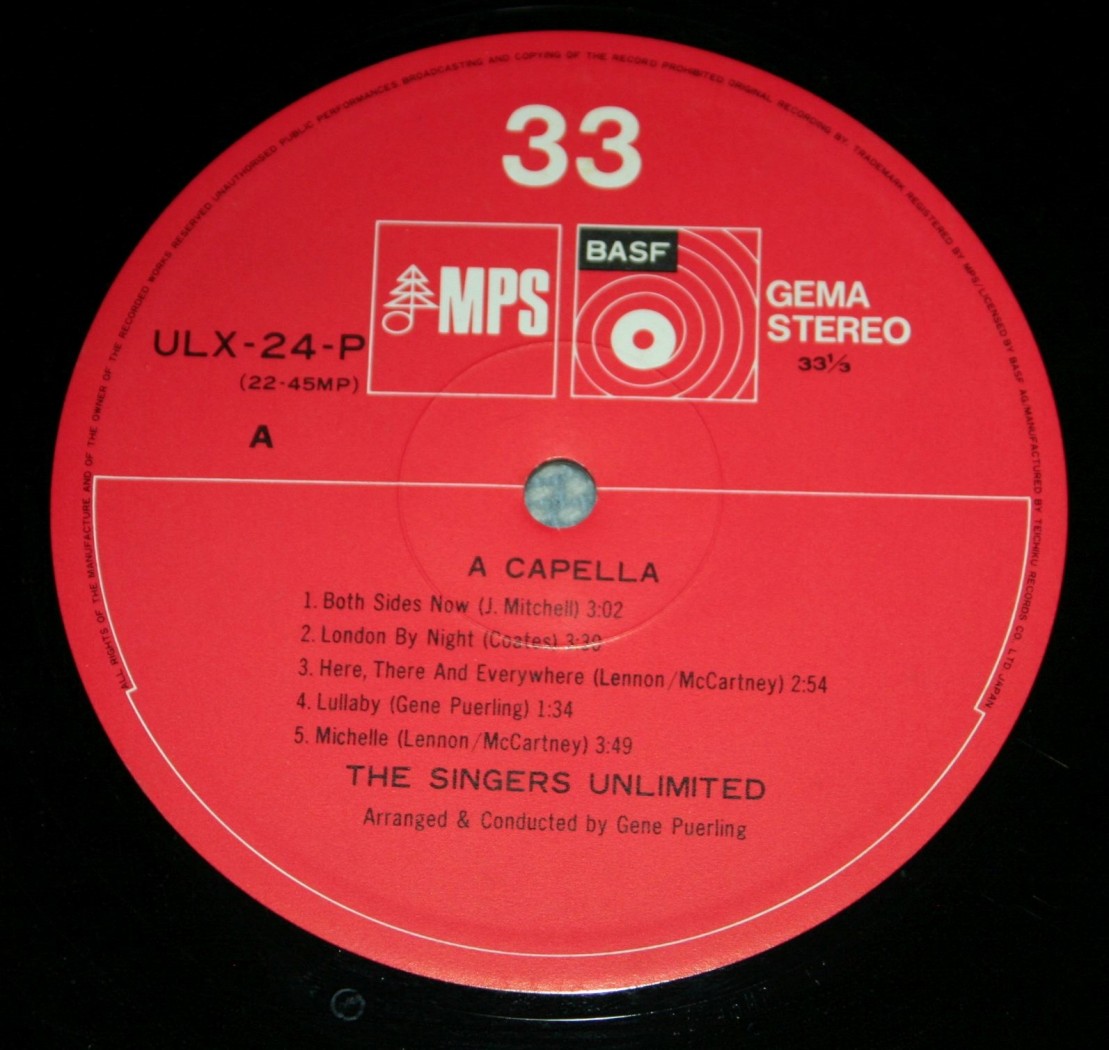 ALL RIGHTS OF THE MANUFACTURE AND OF THE OWNER OF THE RECORDED WORKS RESERVED UNAUTHORISED PUBLIC PERFORMANCES BROADCASTING AND COPYING OF THE RECORD PROHIBITED ORIGINAL RECORDING BY: TRADEMARK REGISTERED BY MPS/LICENSED BY BASF AG/MANUFACTURED BY TEICHIKU RECORDS CO. LTD JAPAN
33
MPS
BASF
GEMA
STEREO
33⅓
ULX-24-P
(22-45MP)
A
A CAPELLA
1. Both Sides Now (J. Mitchell) 3:02
2. London By Night (Coates) 3:30
3. Here, There And Everywhere (Lennon/McCartney) 2:54
4. Lullaby (Gene Puerling) 1:34
5. Michelle (Lennon/McCartney) 3:49
THE SINGERS UNLIMITED
Arranged & Conducted by Gene Puerling